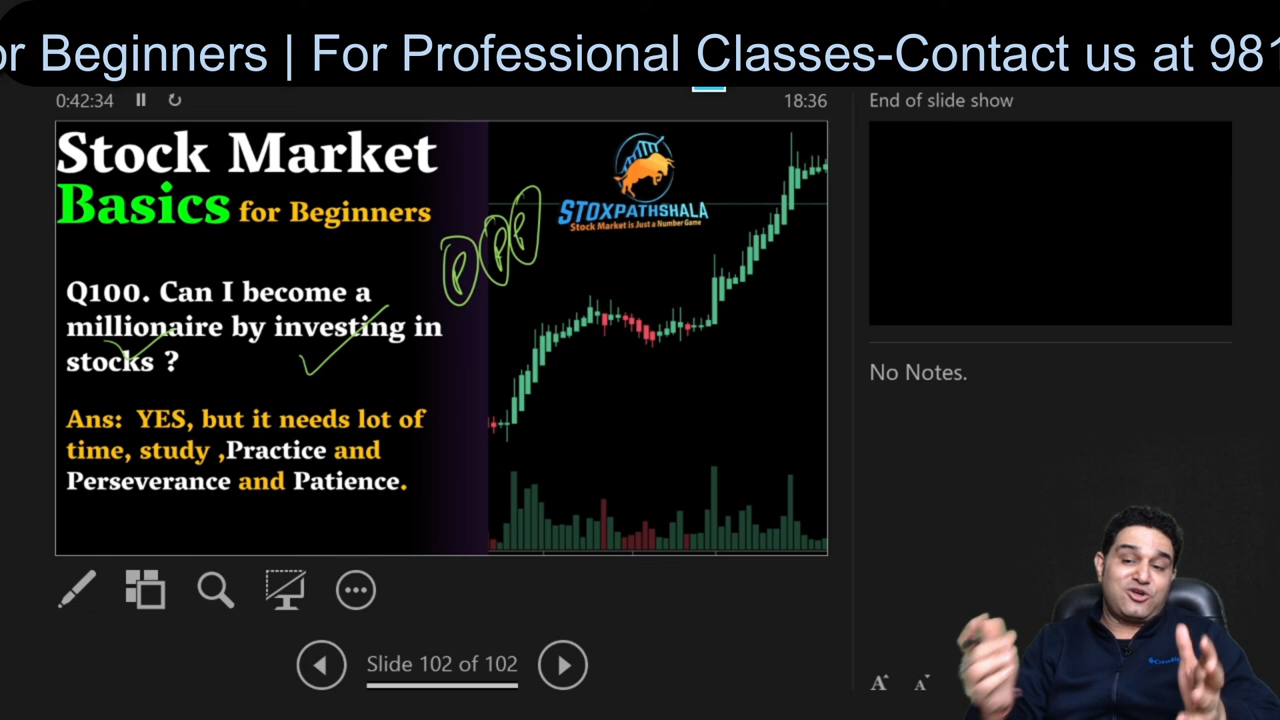 or Beginners | For Professional Classes-Contact us at 981
0:42:34
18:36
End of slide show
Stock Market
Basics for Beginners
STOXPATHSHALA
Stock Market is Just a Number Game
P P P
Q100. Can I become a
millionaire by investing in
stocks ?
Ans: YES, but it needs lot of
time, study ,Practice and
Perseverance and Patience.
No Notes.
Slide 102 of 102
A A